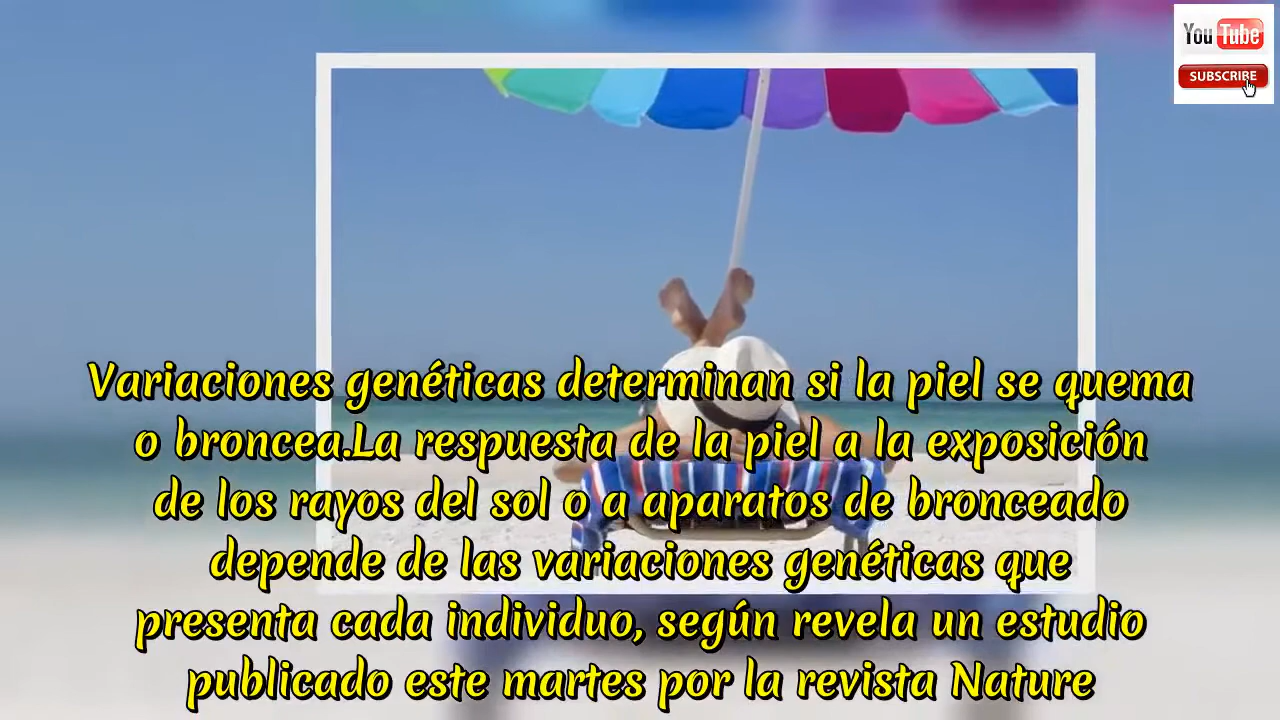 You Tube
SUBSCRIBE
Variaciones genéticas determinan si la piel se quema
o broncea.La respuesta de la piel a la exposición
de los rayos del sol o a aparatos de bronceado
depende de las variaciones genéticas que
presenta cada individuo, según revela un estudio
publicado este martes por la revista Nature